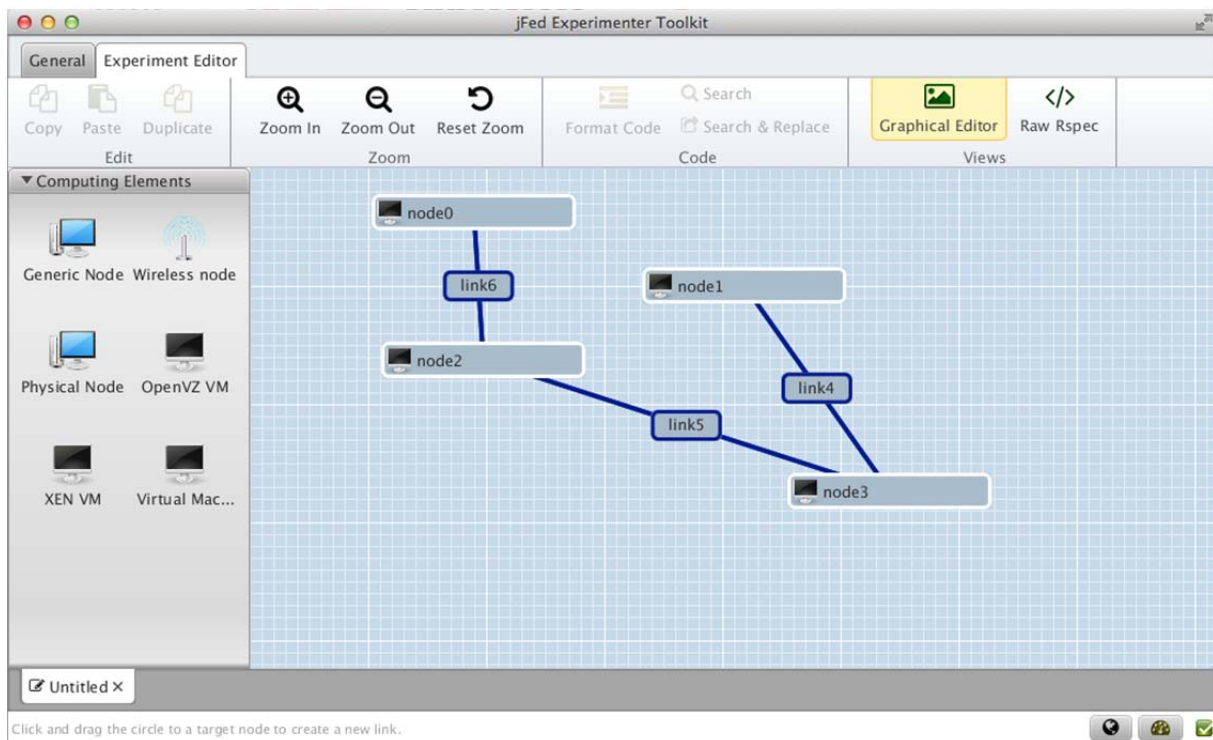 jFed Experimenter Toolkit
General Experiment Editor
Copy Paste Duplicate
Edit
Zoom In Zoom Out Reset Zoom
Zoom
Format Code
Search
Search & Replace
Code
Graphical Editor Raw Rspec
Views
Computing Elements
Generic Node Wireless node
Physical Node OpenVZ VM
XEN VM Virtual Mac...
node0
link6
node1
node2
link4
link5
node3
Untitled
Click and drag the circle to a target node to create a new link.